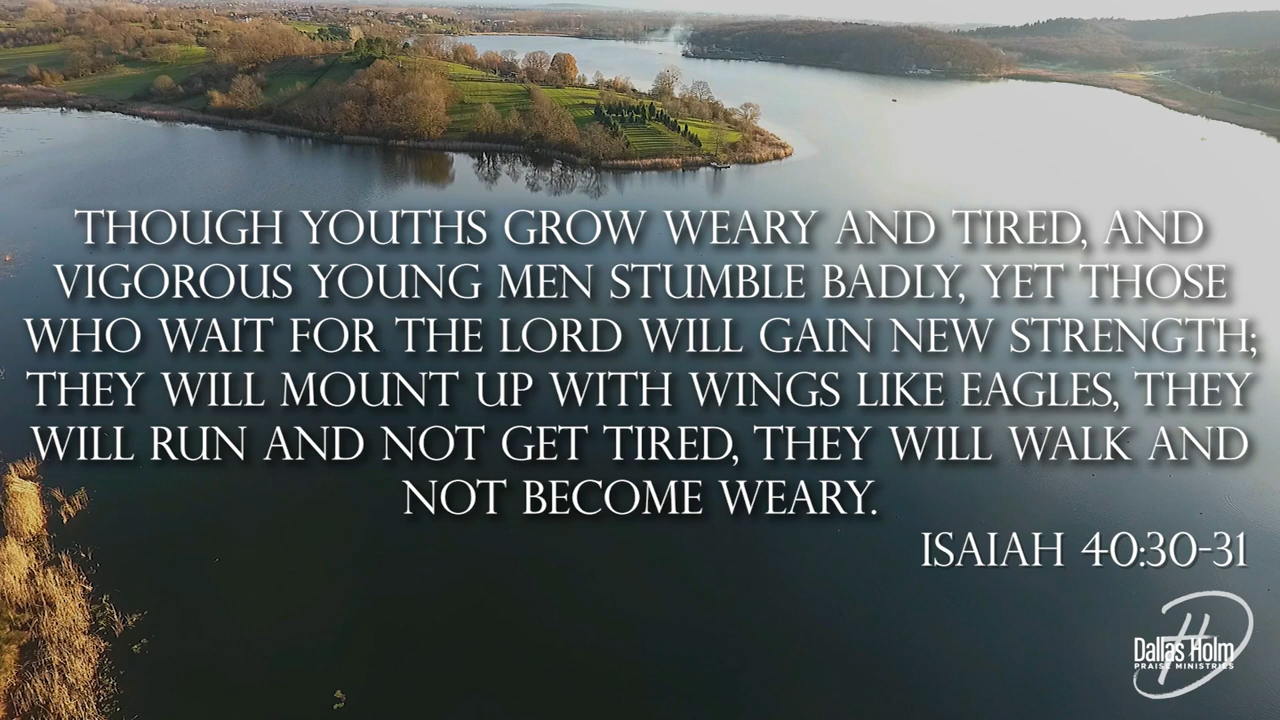 THOUGH YOUTHS GROW WEARY AND TIRED, AND
VIGOROUS YOUNG MEN STUMBLE BADLY, YET THOSE
WHO WAIT FOR THE LORD WILL GAIN NEW STRENGTH;
THEY WILL MOUNT UP WITH WINGS LIKE EAGLES, THEY
WILL RUN AND NOT GET TIRED, THEY WILL WALK AND
NOT BECOME WEARY.
ISAIAH 40:30-31
DH
Dallas Holm
PRAISE MINISTRIES